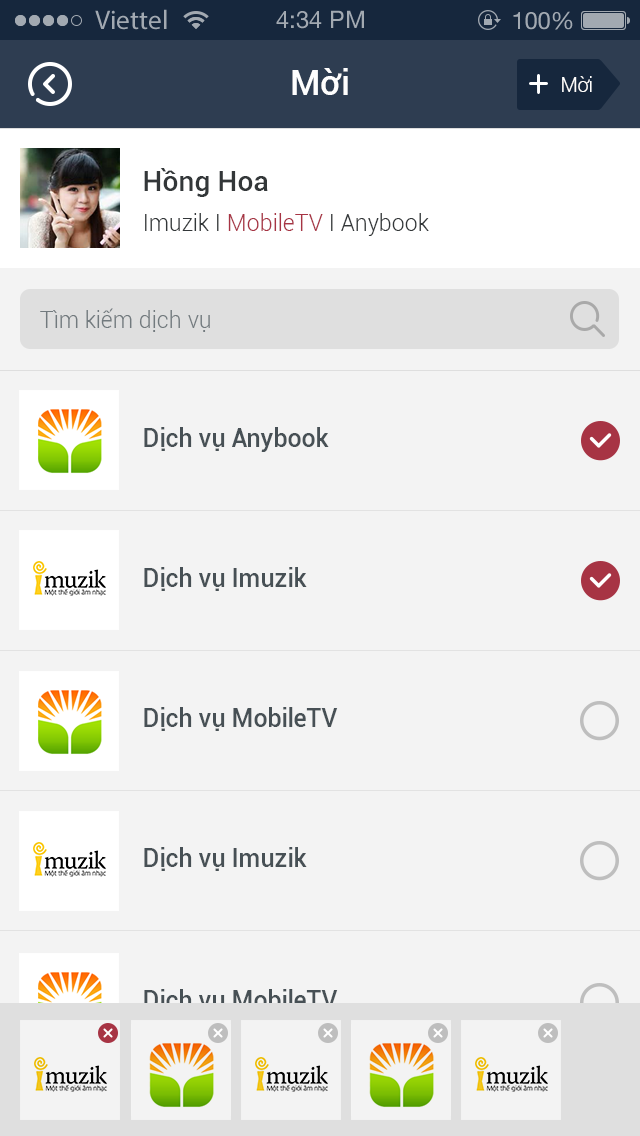 Viettel 4:34 PM 100%
Mời
+ Mời
Hồng Hoa
Imuzik I MobileTV I Anybook
Tìm kiếm dịch vụ
Dịch vụ Anybook
imuzik
Một thế giới âm nhạc
Dịch vụ Imuzik
Dịch vụ MobileTV
imuzik
Một thế giới âm nhạc
Dịch vụ Imuzik
Dịch vụ MobileTV
imuzik
Một thế giới âm nhạc
imuzik
Một thế giới âm nhạc
imuzik
Một thế giới âm nhạc